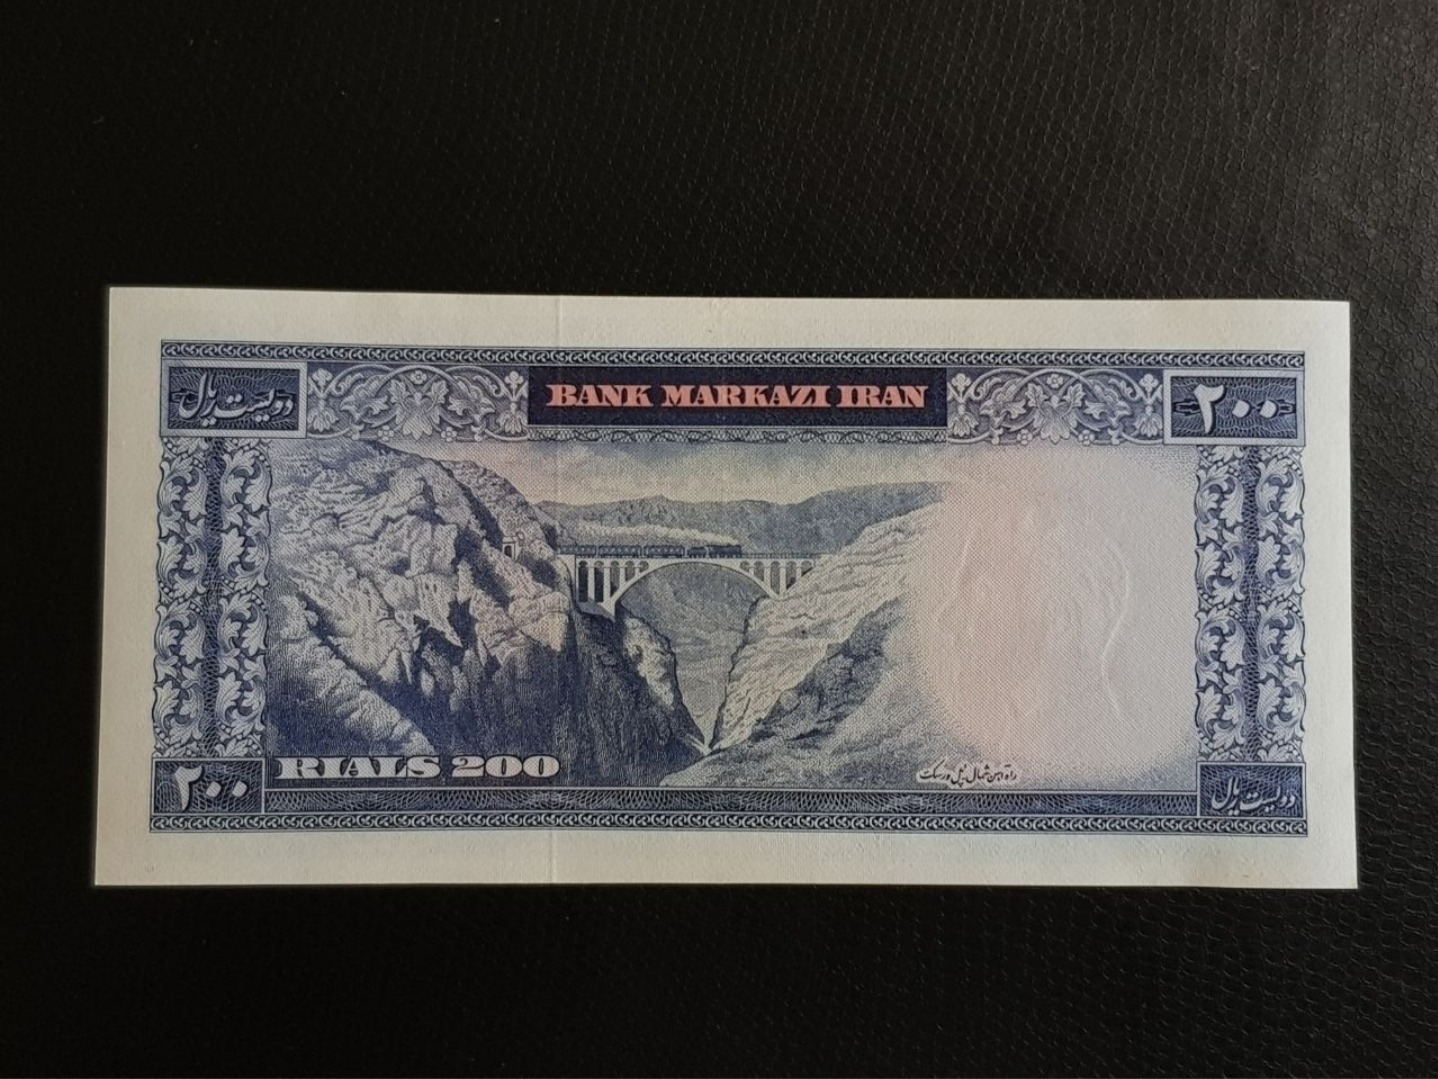 دویست ریال
BANK MARKAZI IRAN
۲۰۰
۲۰۰
RIALS 200
راه آهن شمال، پل ورسک
دویست ریال